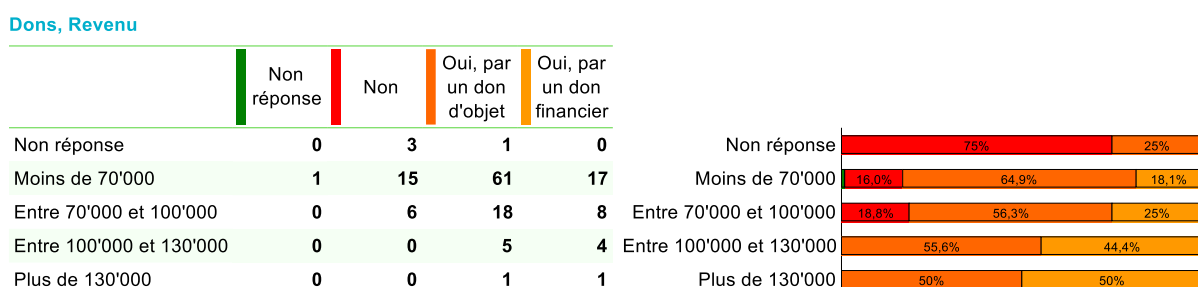 Dons, Revenu
Non réponse Non Oui, par un don d'objet Oui, par un don financier
Non réponse 0 3 1 0
Moins de 70'000 1 15 61 17
Entre 70'000 et 100'000 0 6 18 8
Entre 100'000 et 130'000 0 0 5 4
Plus de 130'000 0 0 1 1
Non réponse 75% 25%
Moins de 70'000 16,0% 64,9% 18,1%
Entre 70'000 et 100'000 18,8% 56,3% 25%
Entre 100'000 et 130'000 55,6% 44,4%
Plus de 130'000 50% 50%